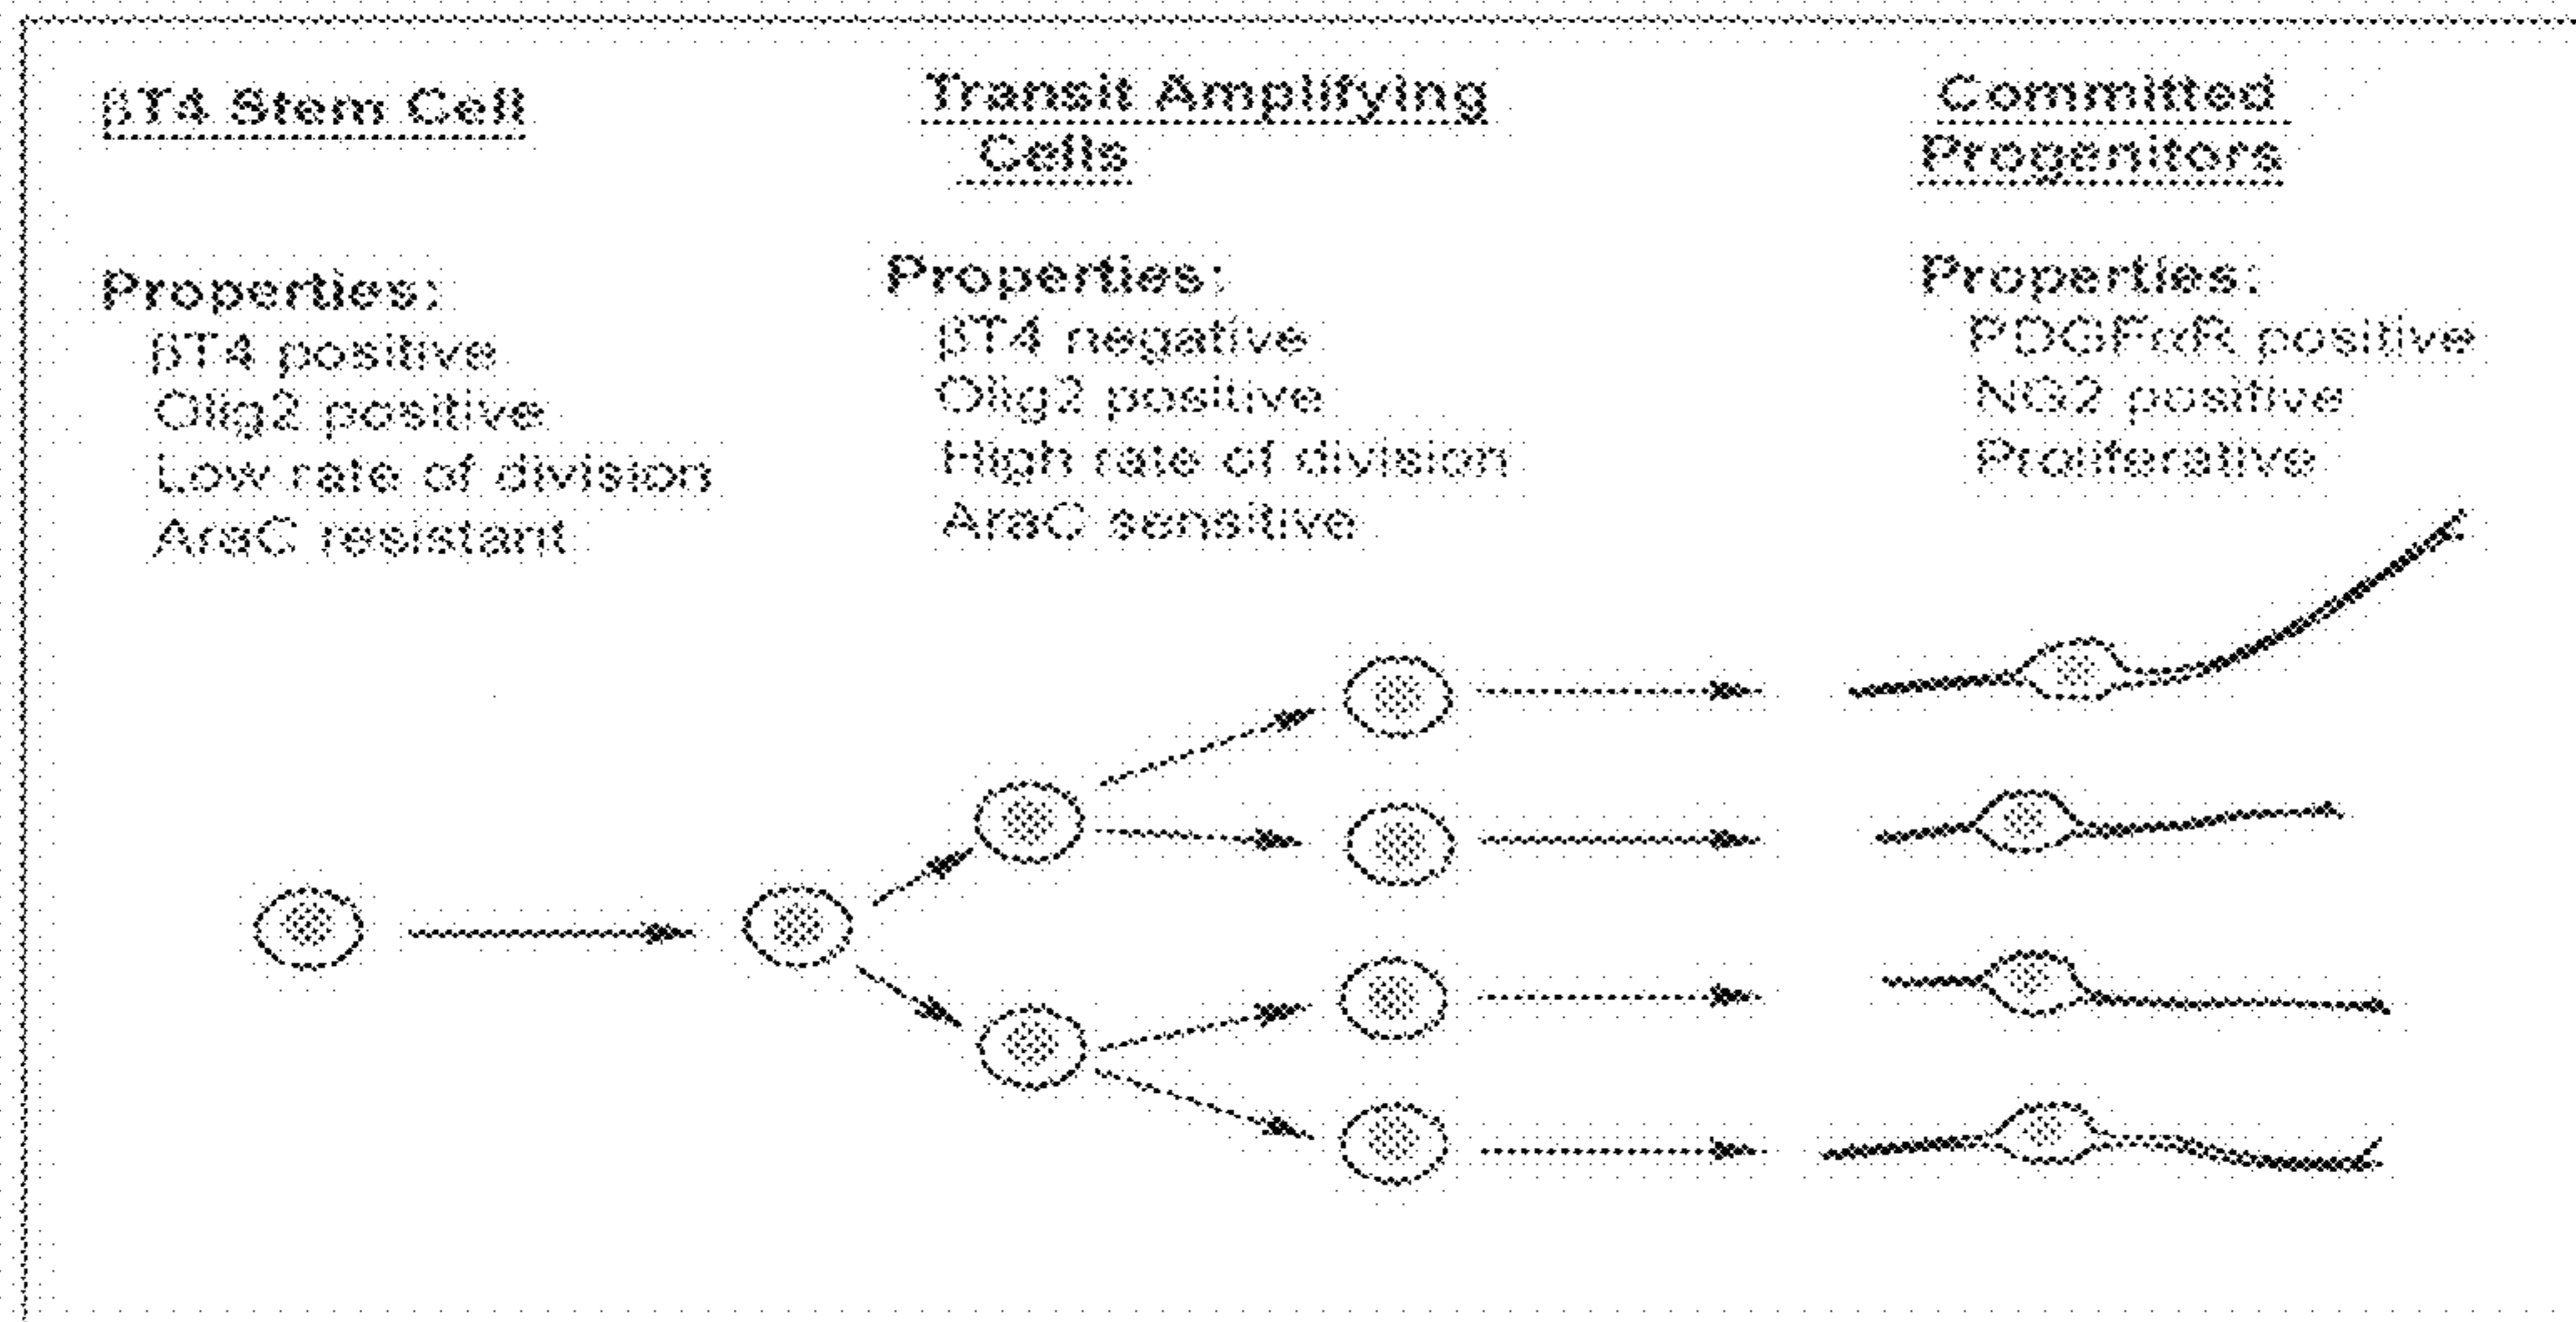 βT4 Stem Cell
Properties:
βT4 positive
Olig2 positive
Low rate of division
AraC resistant
Transit Amplifying
Cells
Properties:
βT4 negative
Olig2 positive
High rate of division
AraC sensitive
Committed
Progenitors
Properties:
PDGFαR positive
NG2 positive
Proliferative